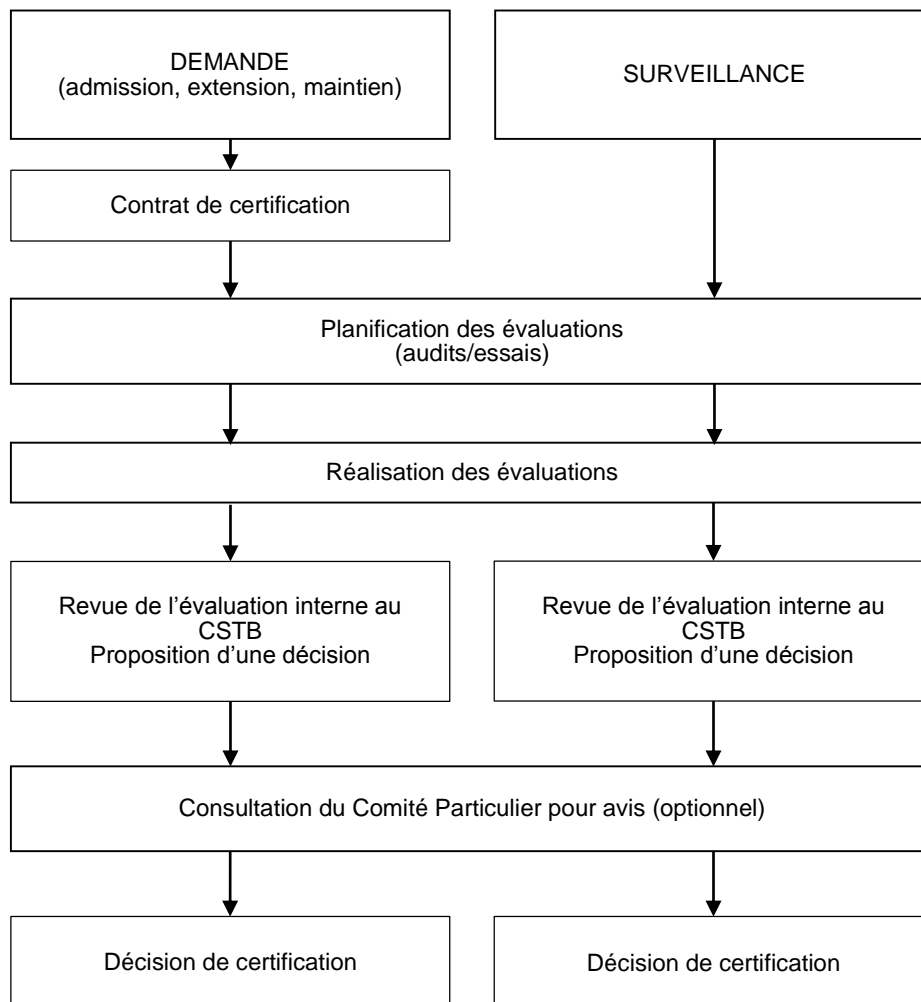 DEMANDE
(admission, extension, maintien)
SURVEILLANCE
Contrat de certification
Planification des évaluations
(audits/essais)
Réalisation des évaluations
Revue de l’évaluation interne au
CSTB
Proposition d’une décision
Revue de l’évaluation interne au
CSTB
Proposition d’une décision
Consultation du Comité Particulier pour avis (optionnel)
Décision de certification
Décision de certification